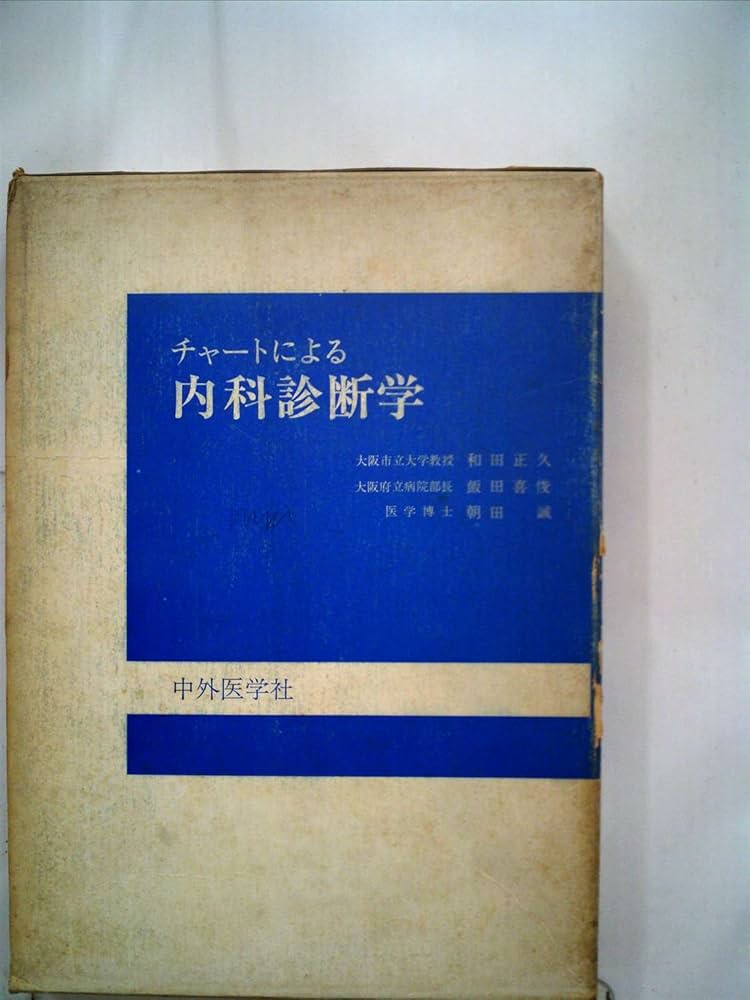 チャートによる
内科診断学
大阪市立大学教授 和田正久
大阪府立病院部長 飯田喜俊
医学博士 朝田 誠
中外医学社